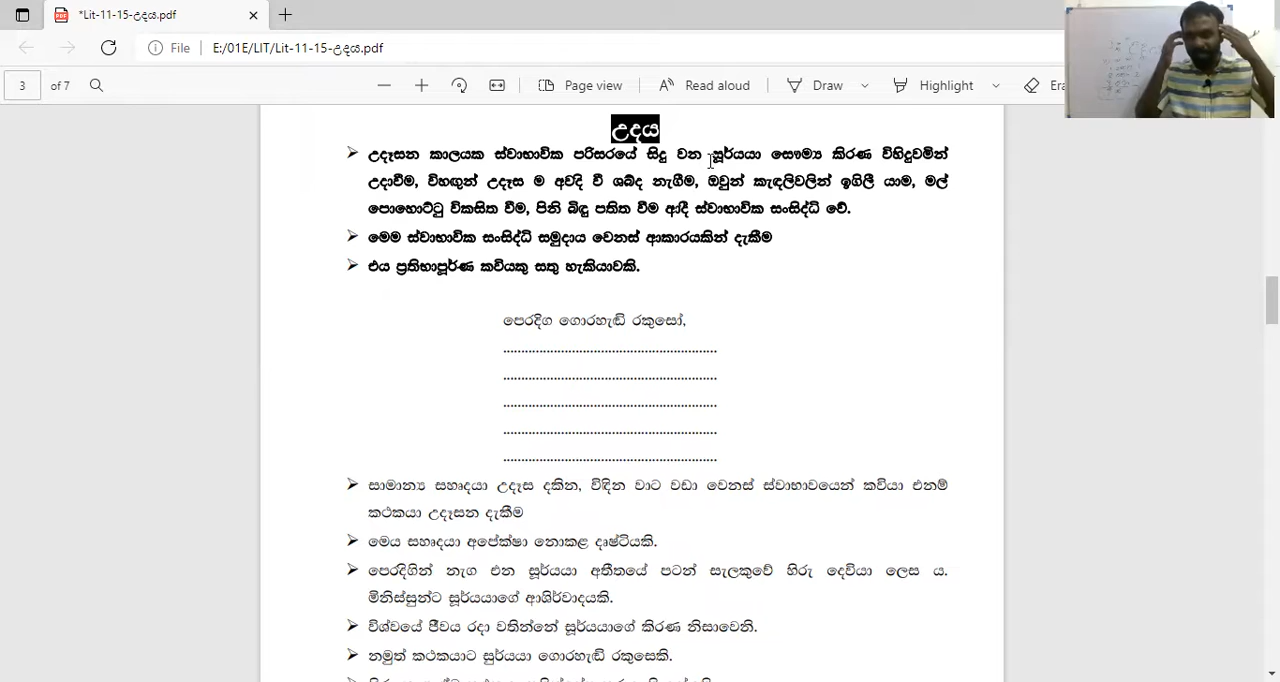 *Lit-11-15-උදය.pdf
File E:/01E/LIT/Lit-11-15-උදය.pdf
3 of 7 Page view Read aloud Draw Highlight
උදය
උදෑසන කාලයක ස්වාභාවික පරිසරයේ සිදු වන සූර්යයා සෞම්‍ය කිරණ විහිදුවමින්
උදාවීම, විහඟුන් උදෑස ම අවදි වී ශබ්ද නැගීම, ඔවුන් කැඳලිවලින් ඉගිලී යාම, මල්
පොහොට්ටු විකසිත වීම, පිනි බිඳු පතිත වීම ආදී ස්වාභාවික සංසිද්ධි වේ.
මෙම ස්වාභාවික සංසිද්ධි සමුදාය වෙනස් ආකාරයකින් දැකීම
එය ප්‍රතිභාපූර්ණ කවියකු සතු හැකියාවකි.
පෙරදිග ගොරහැඬි රකුසෝ,
......................................................
......................................................
......................................................
......................................................
......................................................
සාමාන්‍ය සහෘදයා උදෑස දකින, විඳින වාට වඩා වෙනස් ස්වාභාවයෙන් කවියා එනම්
කථකයා උදෑසන දැකීම
මෙය සහෘදයා අපේක්ෂා නොකළ දෘෂ්ටියකි.
පෙරදිගින් නැග එන සූර්යයා අතීතයේ පටන් සැලකුවේ හිරු දෙවියා ලෙස ය.
මිනිස්සුන්ට සූර්යයාගේ ආශිර්වාදයකි.
විශ්වයේ ජීවය රඳා වතින්නේ සූර්යයාගේ කිරණ නිසාවෙනි.
නමුත් කථකයාට සුර්යයා ගොරහැඬි රකුසෙකි.